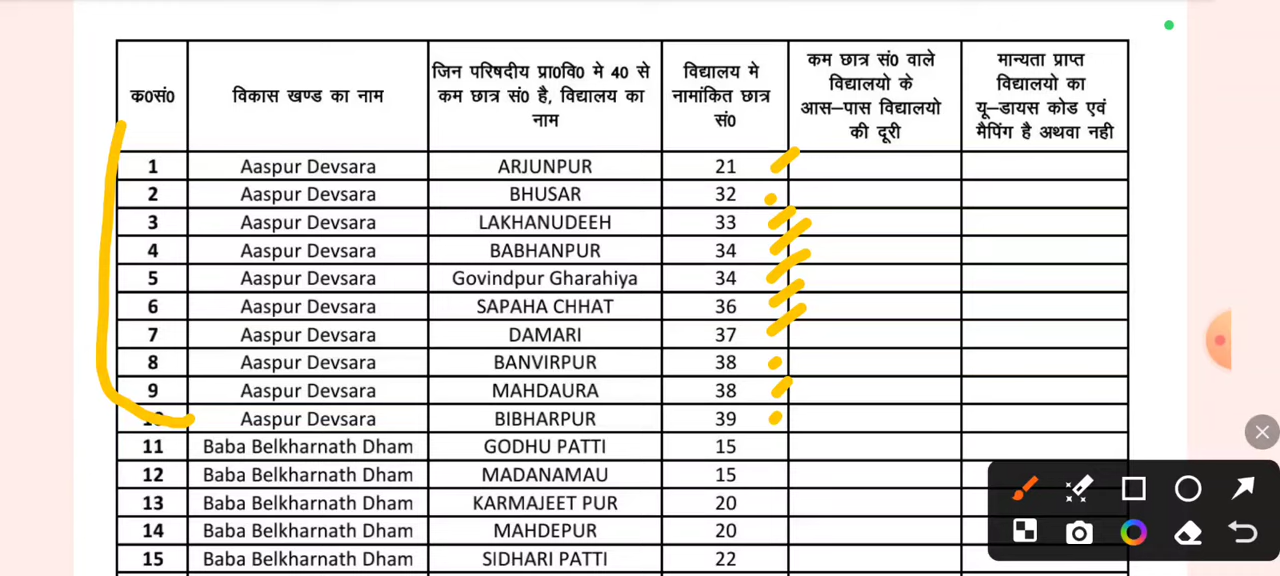 क0सं0 विकास खण्ड का नाम जिन परिषदीय प्रा0वि0 मे 40 से कम छात्र सं0 है, विद्यालय का नाम विद्यालय मे नामांकित छात्र सं0 कम छात्र सं0 वाले विद्यालयो के आस–पास विद्यालयो की दूरी मान्यता प्राप्त विद्यालयो का यू–डायस कोड एवं मैपिंग है अथवा नही
1 Aaspur Devsara ARJUNPUR 21
2 Aaspur Devsara BHUSAR 32
3 Aaspur Devsara LAKHANUDEEH 33
4 Aaspur Devsara BABHANPUR 34
5 Aaspur Devsara Govindpur Gharahiya 34
6 Aaspur Devsara SAPAHA CHHAT 36
7 Aaspur Devsara DAMARI 37
8 Aaspur Devsara BANVIRPUR 38
9 Aaspur Devsara MAHDAURA 38
10 Aaspur Devsara BIBHARPUR 39
11 Baba Belkharnath Dham GODHU PATTI 15
12 Baba Belkharnath Dham MADANAMAU 15
13 Baba Belkharnath Dham KARMAJEET PUR 20
14 Baba Belkharnath Dham MAHDEPUR 20
15 Baba Belkharnath Dham SIDHARI PATTI 22